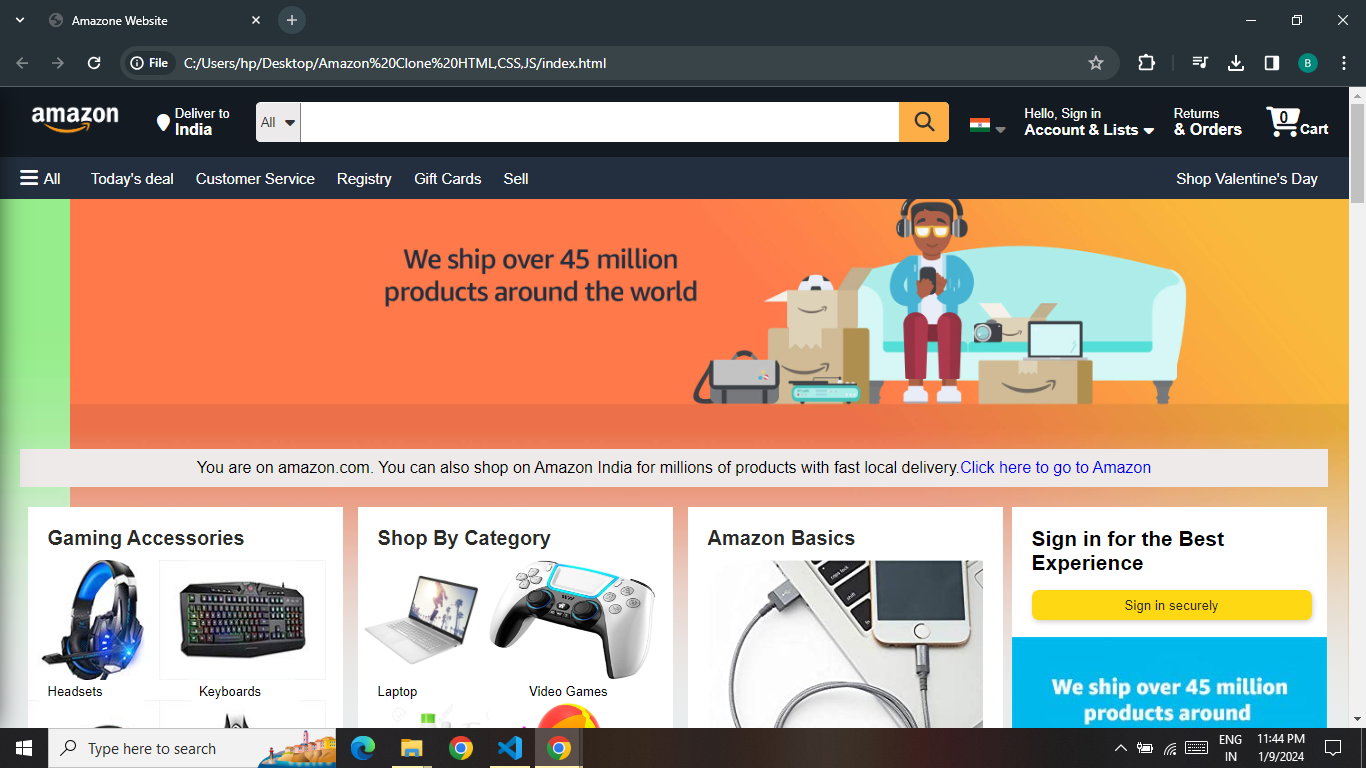 Amazone Website
File
C:/Users/hp/Desktop/Amazon%20Clone%20HTML,CSS,JS/index.html
B
amazon
Deliver to
India
All
Hello, Sign in
Account & Lists
Returns
& Orders
0
Cart
All
Today's deal
Customer Service
Registry
Gift Cards
Sell
Shop Valentine's Day
We ship over 45 million
products around the world
You are on amazon.com. You can also shop on Amazon India for millions of products with fast local delivery.Click here to go to Amazon
Gaming Accessories
Shop By Category
Amazon Basics
Sign in for the Best
Experience
Sign in securely
Headsets
Keyboards
Laptop
Video Games
We ship over 45 million
products around
Type here to search
ENG
IN
11:44 PM
1/9/2024